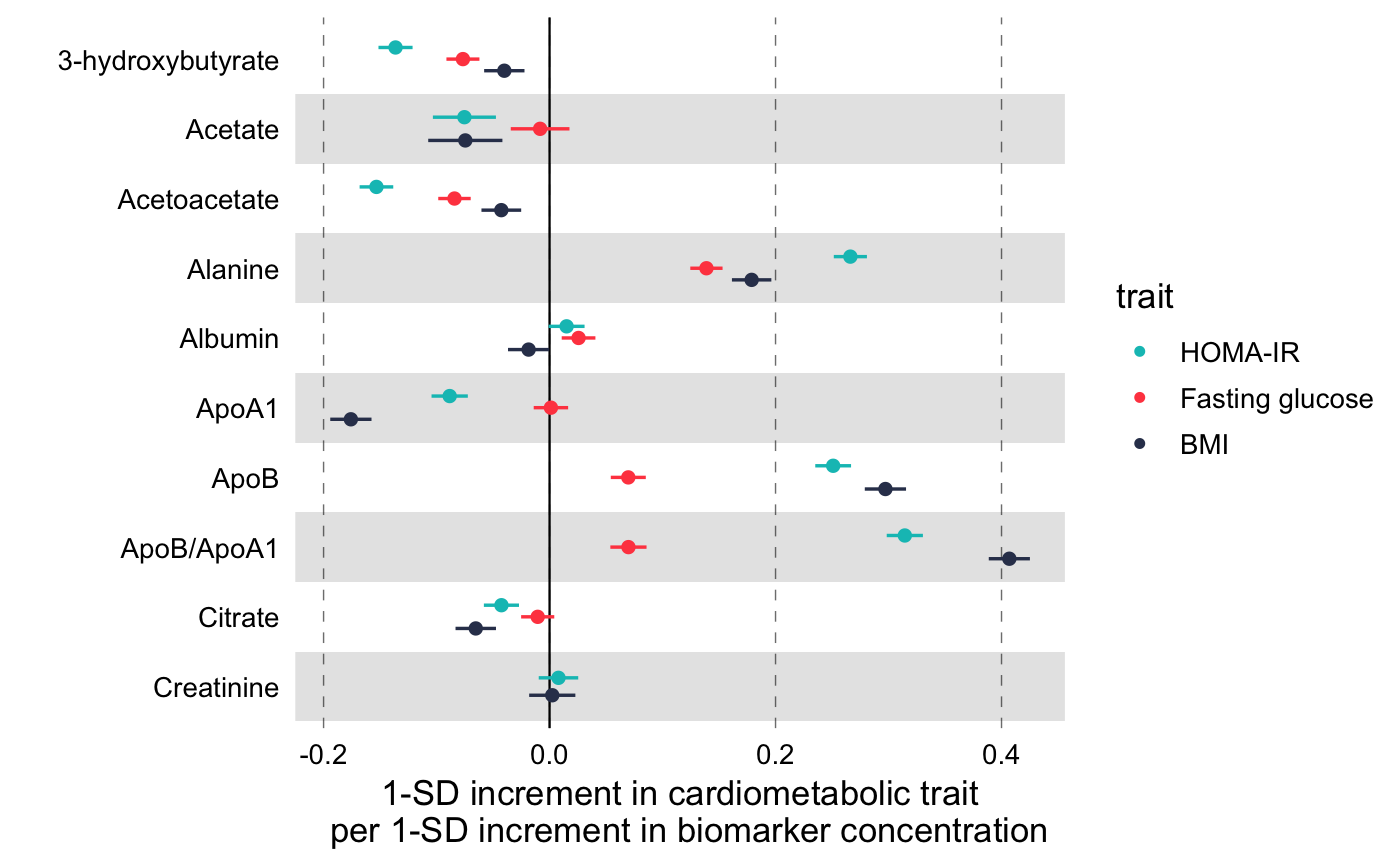 3-hydroxybutyrate
Acetate
Acetoacetate
Alanine
Albumin
ApoA1
ApoB
ApoB/ApoA1
Citrate
Creatinine
-0.2 0.0 0.2 0.4
1-SD increment in cardiometabolic trait
per 1-SD increment in biomarker concentration
trait
HOMA-IR
Fasting glucose
BMI